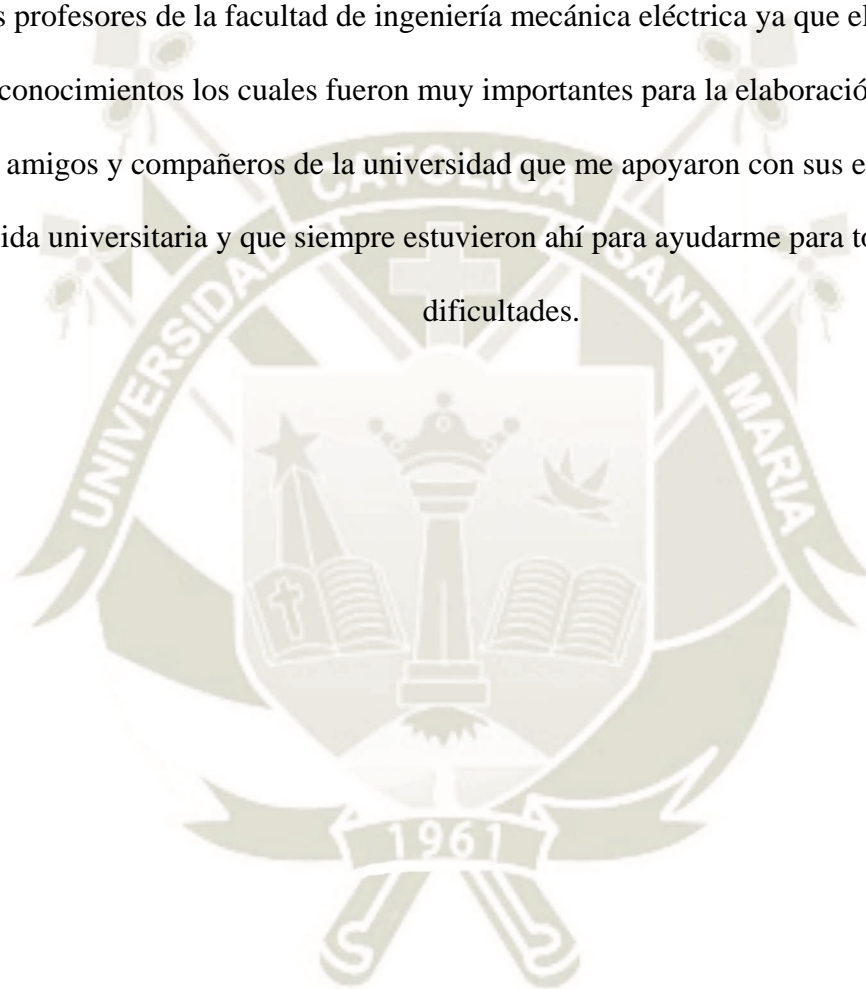 s profesores de la facultad de ingeniería mecánica eléctrica ya que el
conocimientos los cuales fueron muy importantes para la elaboració
amigos y compañeros de la universidad que me apoyaron con sus e
ida universitaria y que siempre estuvieron ahí para ayudarme para to
dificultades.
UNIVERSIDAD CATOLICA SANTA MARIA
1961